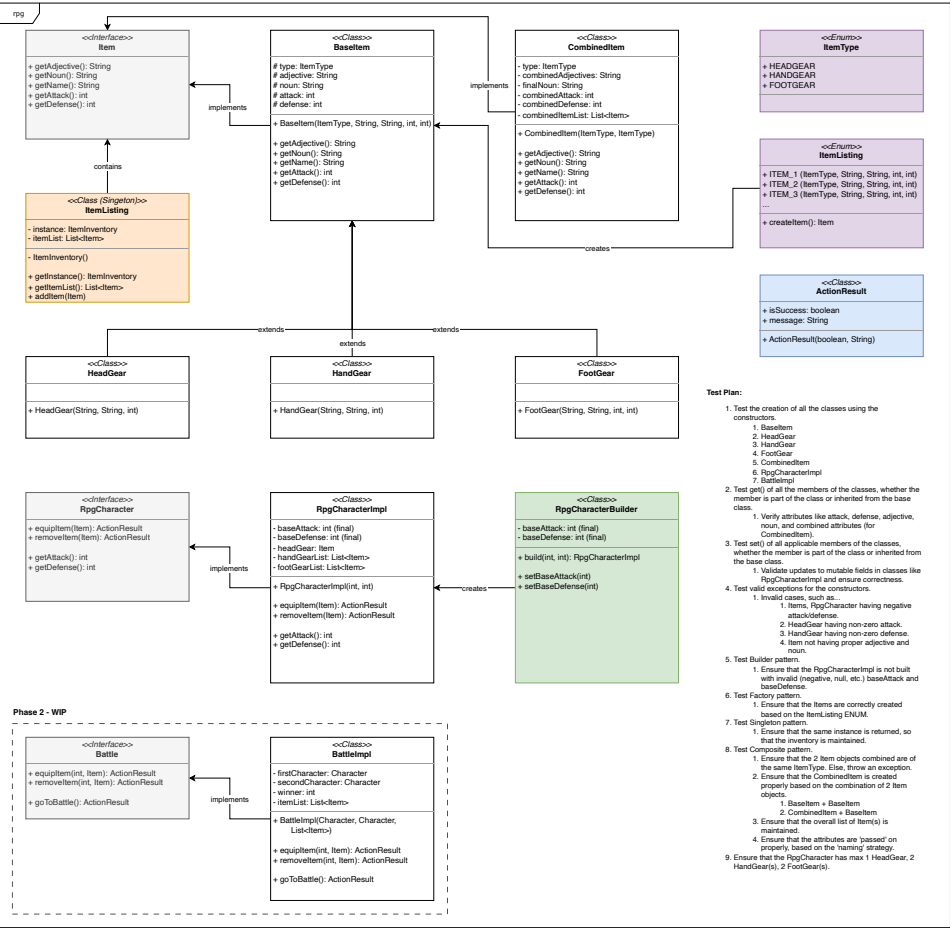 rpg
<<Interface>>
Item
+ getAdjective(): String
+ getNoun(): String
+ getName(): String
+ getAttack(): int
+ getDefense(): int
implements
<<Class>>
BaseItem
# type: ItemType
# adjective: String
# noun: String
# attack: int
# defense: int
+ BaseItem(ItemType, String, String, int, int)
+ getAdjective(): String
+ getNoun(): String
+ getName(): String
+ getAttack(): int
+ getDefense(): int
implements
<<Class>>
CombinedItem
- type: ItemType
- combinedAdjectives: String
- finalNoun: String
- combinedAttack: int
- combinedDefense: int
- combinedItemList: List<Item>
+ CombinedItem(ItemType, ItemType)
+ getAdjective(): String
+ getNoun(): String
+ getName(): String
+ getAttack(): int
+ getDefense(): int
<<Enum>>
ItemType
+ HEADGEAR
+ HANDGEAR
+ FOOTGEAR
<<Enum>>
ItemListing
+ ITEM_1 (ItemType, String, String, int, int)
+ ITEM_2 (ItemType, String, String, int, int)
+ ITEM_3 (ItemType, String, String, int, int)
...
+ createItem(): Item
creates
contains
<<Class (Singeton)>>
ItemListing
- instance: ItemInventory
- itemList: List<Item>
- ItemInventory()
+ getInstance(): ItemInventory
+ getItemList(): List<Item>
+ addItem(Item)
<<Class>>
ActionResult
+ isSuccess: boolean
+ message: String
+ ActionResult(boolean, String)
extends
extends
extends
<<Class>>
HeadGear
+ HeadGear(String, String, int)
<<Class>>
HandGear
+ HandGear(String, String, int)
<<Class>>
FootGear
+ FootGear(String, String, int, int)
<<Interface>>
RpgCharacter
+ equipItem(Item): ActionResult
+ removeItem(Item): ActionResult
+ getAttack(): int
+ getDefense(): int
implements
<<Class>>
RpgCharacterImpl
- baseAttack: int (final)
- baseDefense: int (final)
- headGear: Item
- handGearList: List<Item>
- footGearList: List<Item>
+ RpgCharacterImpl(int, int)
+ equipItem(Item): ActionResult
+ removeItem(Item): ActionResult
+ getAttack(): int
+ getDefense(): int
creates
<<Class>>
RpgCharacterBuilder
- baseAttack: int (final)
- baseDefense: int (final)
+ build(int, int): RpgCharacterImpl
+ setBaseAttack(int)
+ setBaseDefense(int)
Phase 2 - WIP
<<Interface>>
Battle
+ equipItem(int, Item): ActionResult
+ removeItem(int, Item): ActionResult
+ goToBattle(): ActionResult
implements
<<Class>>
BattleImpl
- firstCharacter: Character
- secondCharacter: Character
- winner: int
- itemList: List<Item>
+ BattleImpl(Character, Character,
List<Item>)
+ equipItem(int, Item): ActionResult
+ removeItem(int, Item): ActionResult
+ goToBattle(): ActionResult
Test Plan:
1. Test the creation of all the classes using the
constructors.
1. BaseItem
2. HeadGear
3. HandGear
4. FootGear
5. CombinedItem
6. RpgCharacterImpl
7. BattleImpl
2. Test get() of all the members of the classes, whether the
member is part of the class or inherited from the base
class.
1. Verify attributes like attack, defense, adjective,
noun, and combined attributes (for
CombinedItem).
3. Test set() of all applicable members of the classes,
whether the member is part of the class or inherited from
the base class.
1. Validate updates to mutable fields in classes like
RpgCharacterImpl and ensure correctness.
4. Test valid exceptions for the constructors.
1. Invalid cases, such as...
1. Items, RpgCharacter having negative
attack/defense.
2. HeadGear having non-zero attack.
3. HandGear having non-zero defense.
4. Item not having proper adjective and
noun.
5. Test Builder pattern.
1. Ensure that the RpgCharacterImpl is not built
with invalid (negative, null, etc.) baseAttack and
baseDefense.
6. Test Factory pattern.
1. Ensure that the Items are correctly created
based on the ItemListing ENUM.
7. Test Singleton pattern.
1. Ensure that the same instance is returned, so
that the inventory is maintained.
8. Test Composite pattern.
1. Ensure that the 2 Item objects combined are of
the same ItemType. Else, throw an exception.
2. Ensure that the CombinedItem is created
properly based on the combination of 2 Item
objects.
1. BaseItem + BaseItem
2. CombinedItem + BaseItem
3. Ensure that the overall list of Item(s) is
maintained.
4. Ensure that the attributes are 'passed' on
properly, based on the 'naming' strategy.
9. Ensure that the RpgCharacter has max 1 HeadGear, 2
HandGear(s), 2 FootGear(s).